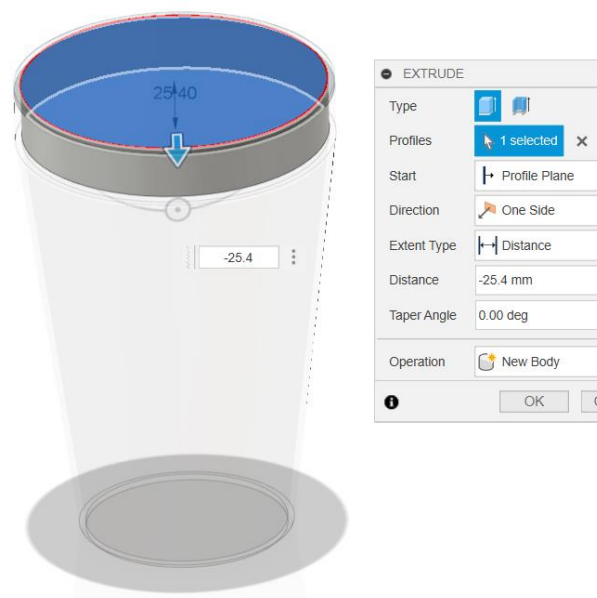 EXTRUDE
25.40
Type
Profiles
1 selected
Start
Profile Plane
Direction
One Side
-25.4
Extent Type
Distance
Distance
-25.4 mm
Taper Angle
0.00 deg
Operation
New Body
OK